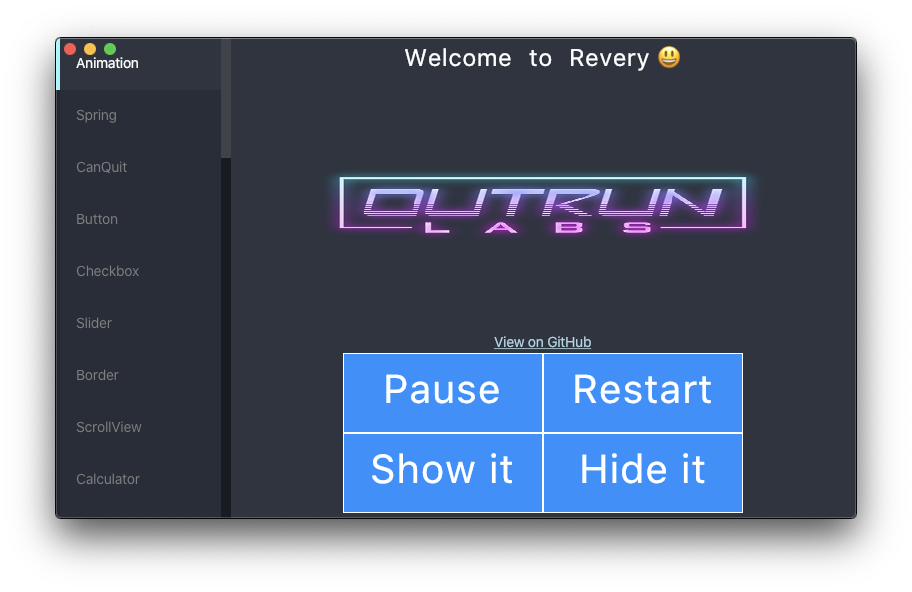 Animation
Spring
CanQuit
Button
Checkbox
Slider
Border
ScrollView
Calculator
Welcome to Revery 😃
OUTRUN
LABS
View on GitHub
Pause Restart
Show it Hide it